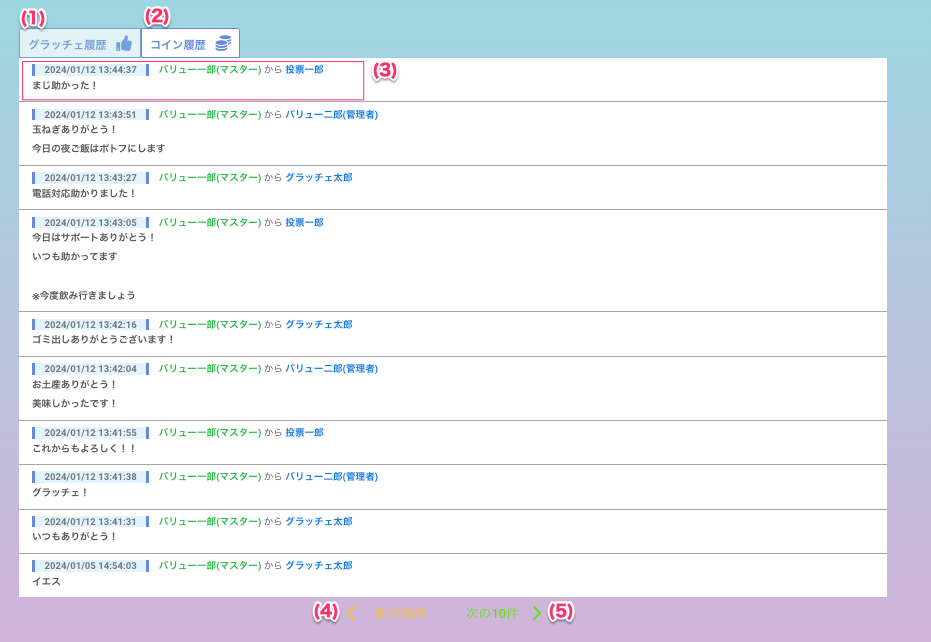 (1)
(2)
グラッチェ履歴
コイン履歴
2024/01/12 13:44:37 バリュー一郎(マスター) から 投票一郎
(3)
まじ助かった！
2024/01/12 13:43:51 バリュー一郎(マスター) から バリュー二郎(管理者)
玉ねぎありがとう！
今日の夜ご飯はポトフにします
2024/01/12 13:43:27 バリュー一郎(マスター) から グラッチェ太郎
電話対応助かりました！
2024/01/12 13:43:05 バリュー一郎(マスター) から 投票一郎
今日はサポートありがとう！
いつも助かってます
※今度飲み行きましょう
2024/01/12 13:42:16 バリュー一郎(マスター) から グラッチェ太郎
ゴミ出しありがとうございます！
2024/01/12 13:42:04 バリュー一郎(マスター) から バリュー二郎(管理者)
お土産ありがとう！
美味しかったです！
2024/01/12 13:41:55 バリュー一郎(マスター) から 投票一郎
これからもよろしく！！
2024/01/12 13:41:38 バリュー一郎(マスター) から バリュー二郎(管理者)
グラッチェ！
2024/01/12 13:41:31 バリュー一郎(マスター) から グラッチェ太郎
いつもありがとう！
2024/01/05 14:54:03 バリュー一郎(マスター) から グラッチェ太郎
イエス
(4) 前の10件 次の10件 (5)